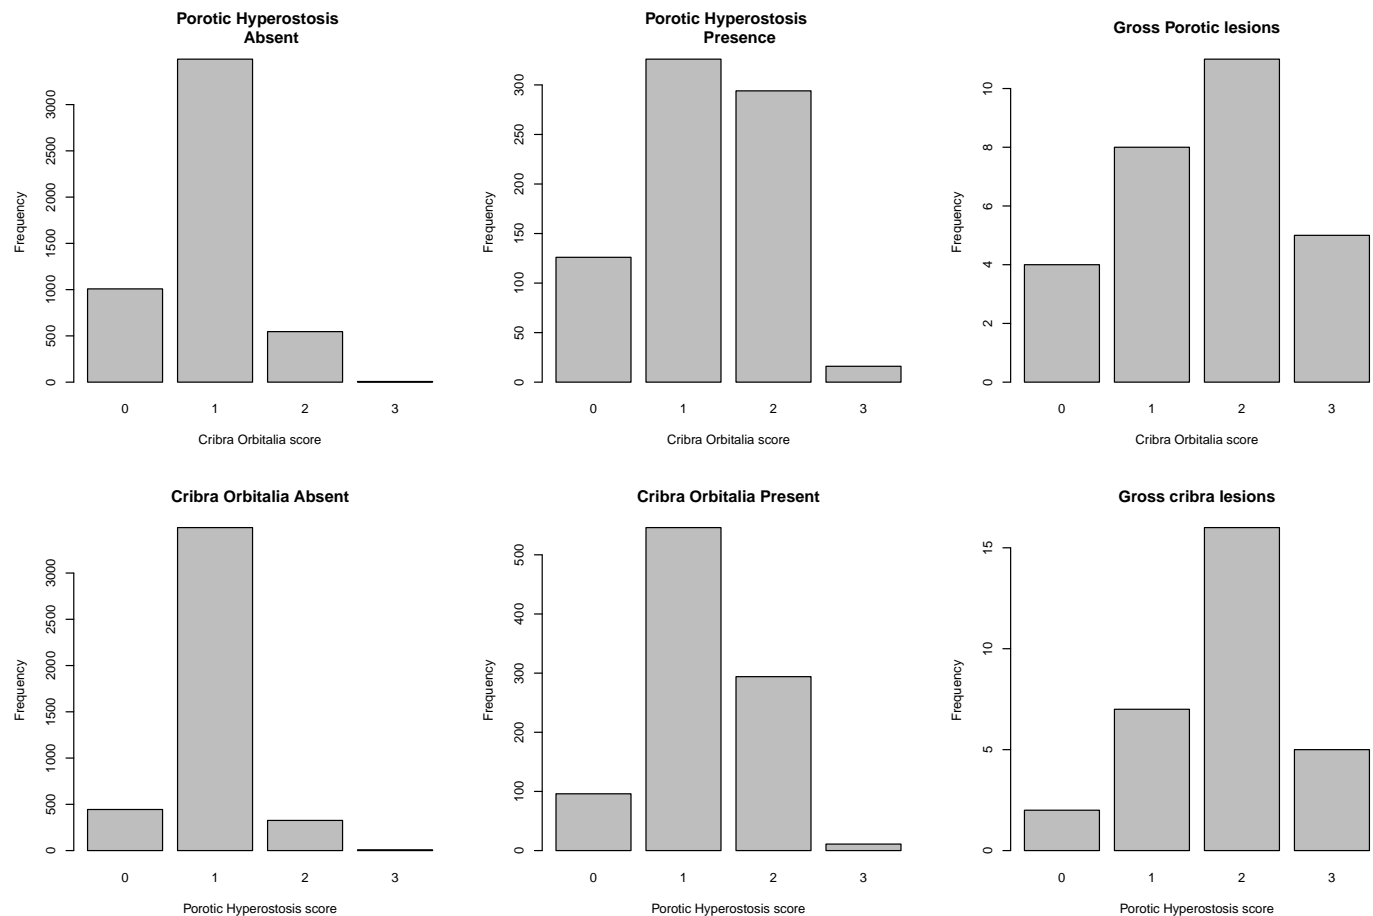 Porotic Hyperostosis
Absent
Frequency
3000
2500
2000
1500
1000
500
0
0 1 2 3
Cribra Orbitalia score
Porotic Hyperostosis
Presence
Frequency
300
250
200
150
100
50
0
0 1 2 3
Cribra Orbitalia score
Gross Porotic lesions
Frequency
10
8
6
4
2
0
0 1 2 3
Cribra Orbitalia score
Cribra Orbitalia Absent
Frequency
3000
2500
2000
1500
1000
500
0
0 1 2 3
Porotic Hyperostosis score
Cribra Orbitalia Present
Frequency
500
400
300
200
100
0
0 1 2 3
Porotic Hyperostosis score
Gross cribra lesions
Frequency
15
10
5
0
0 1 2 3
Porotic Hyperostosis score